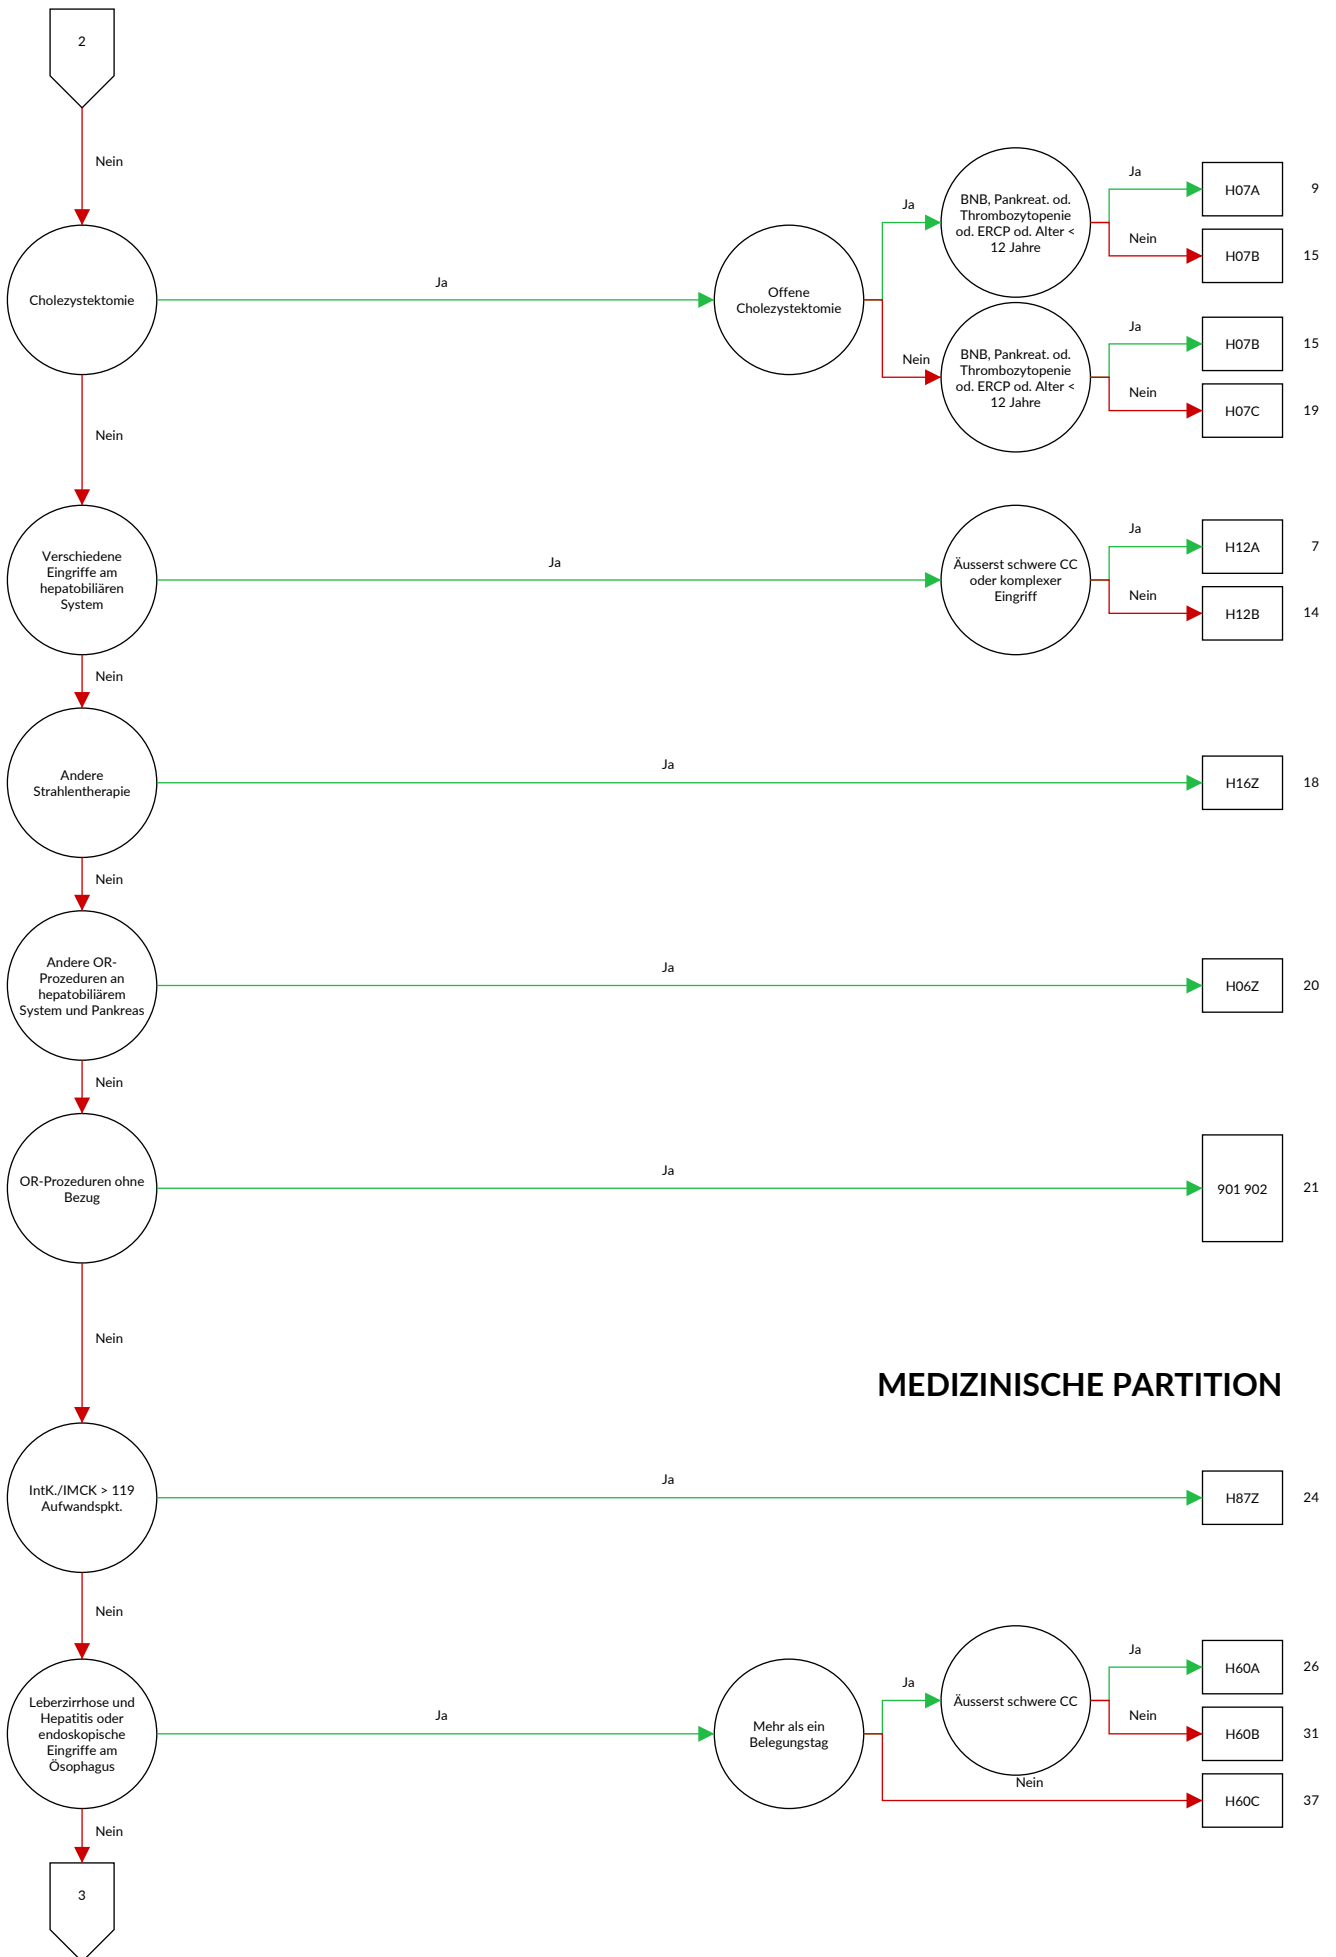 2
Nein
Cholezystektomie
Ja
Offene
Cholezystektomie
Ja
BNB, Pankreat. od.
Thrombozytopenie
od. ERCP od. Alter <
12 Jahre
Ja
H07A
9
Nein
H07B
15
Nein
BNB, Pankreat. od.
Thrombozytopenie
od. ERCP od. Alter <
12 Jahre
Ja
H07B
15
Nein
H07C
19
Nein
Verschiedene
Eingriffe am
hepatobiliären
System
Ja
Äusserst schwere CC
oder komplexer
Eingriff
Ja
H12A
7
Nein
H12B
14
Nein
Andere
Strahlentherapie
Ja
H16Z
18
Nein
Andere OR-
Prozeduren an
hepatobiliärem
System und Pankreas
Ja
H06Z
20
Nein
OR-Prozeduren ohne
Bezug
Ja
901 902
21
Nein
MEDIZINISCHE PARTITION
IntK./IMCK > 119
Aufwandspkt.
Ja
H87Z
24
Nein
Leberzirrhose und
Hepatitis oder
endoskopische
Eingriffe am
Ösophagus
Ja
Mehr als ein
Belegungstag
Ja
Äusserst schwere CC
Ja
H60A
26
Nein
H60B
31
Nein
H60C
37
Nein
3